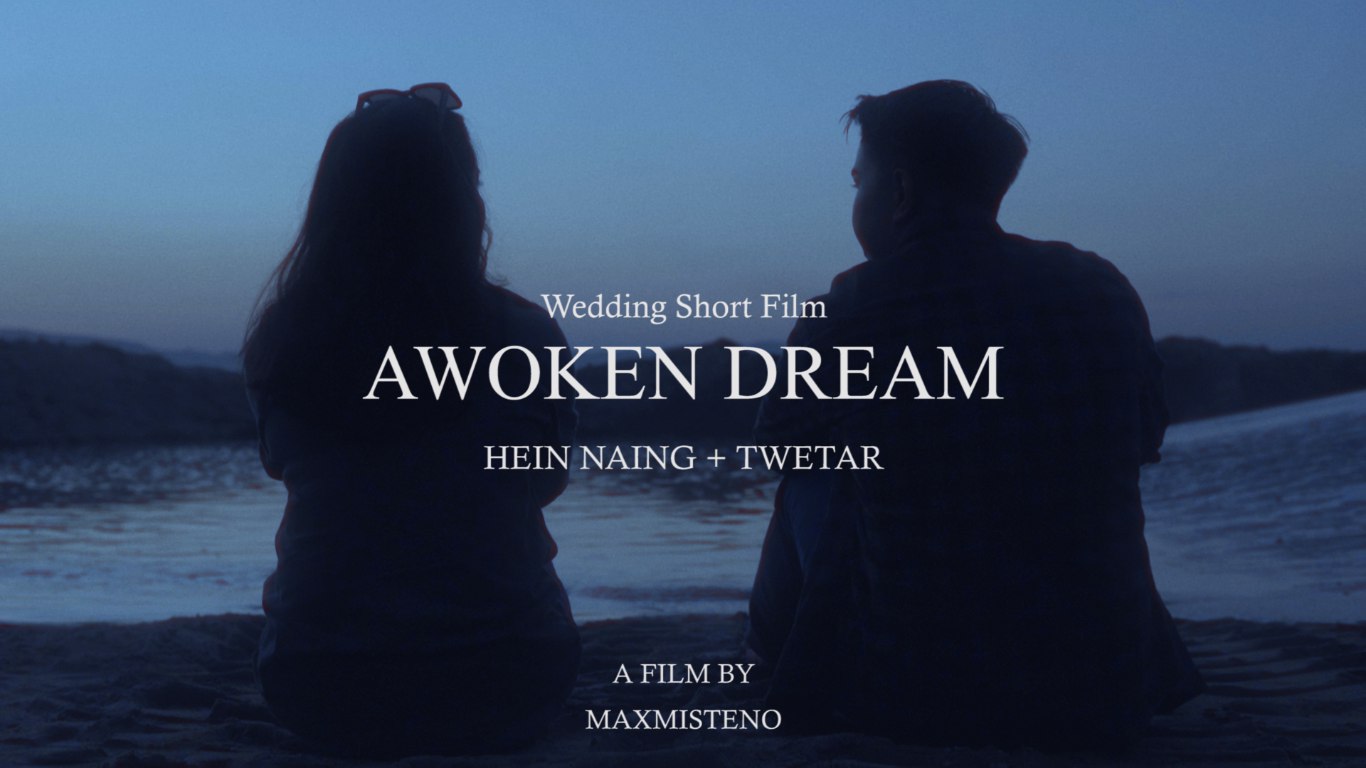 Wedding Short Film
AWOKEN DREAM
HEIN NAING + TWETAR
A FILM BY
MAXMISTENO